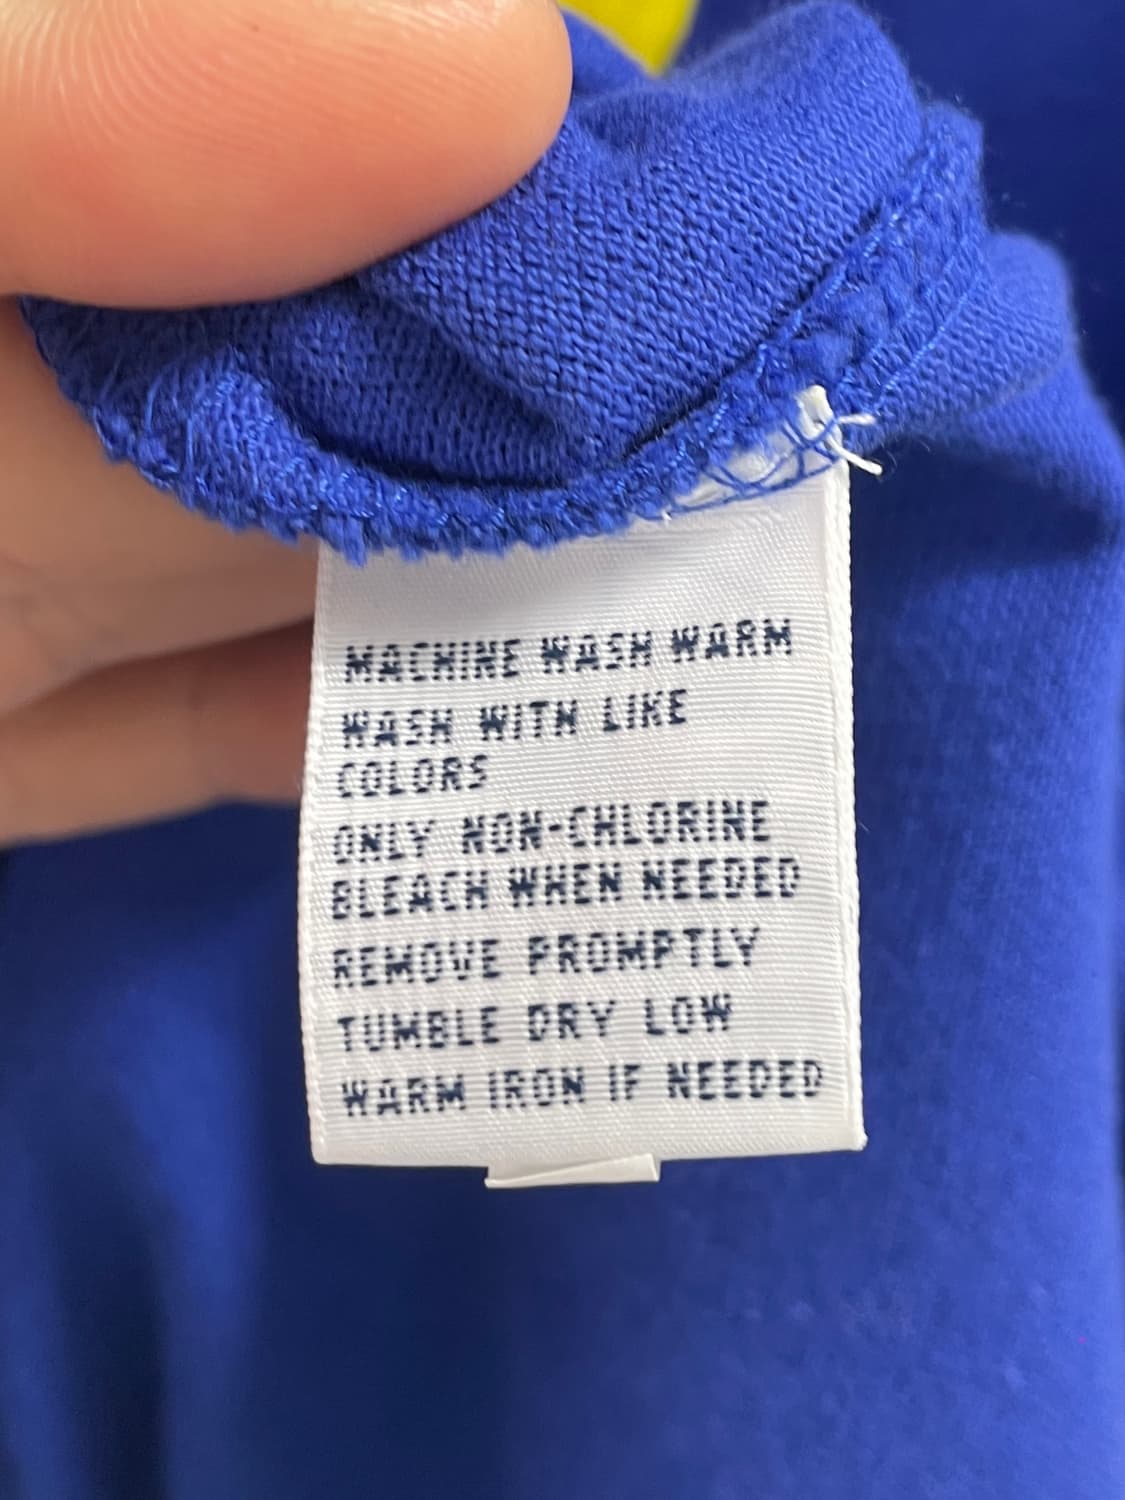 MACHINE WASH WARM
WASH WITH LIKE
COLORS
ONLY NON-CHLORINE
BLEACH WHEN NEEDED
REMOVE PROMPTLY
TUMBLE DRY LOW
WARM IRON IF NEEDED